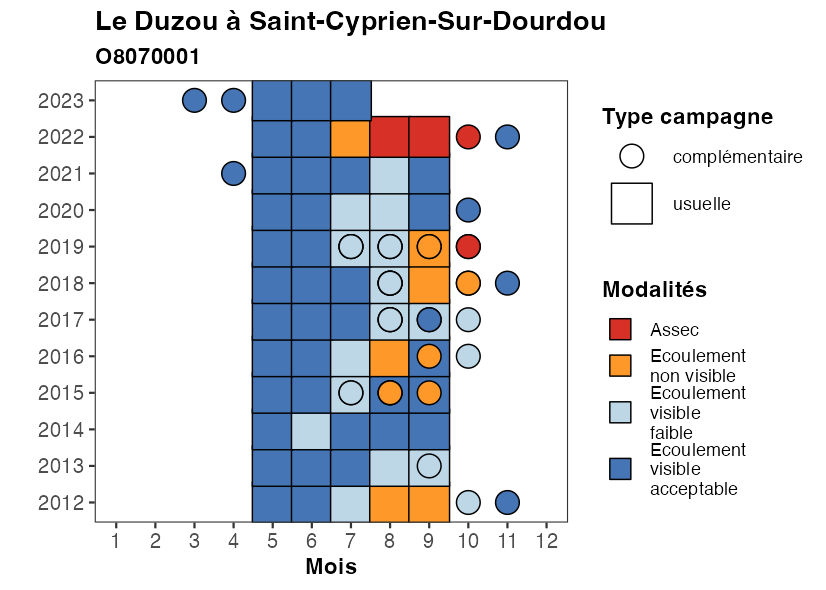 Le Duzou à Saint-Cyprien-Sur-Dourdou
O8070001
2023
2022
2021
2020
2019
2018
2017
2016
2015
2014
2013
2012
1 2 3 4 5 6 7 8 9 10 11 12
Mois
Type campagne
complémentaire
usuelle
Modalités
Assec
Ecoulement
non visible
Ecoulement
visible
faible
Ecoulement
visible
acceptable